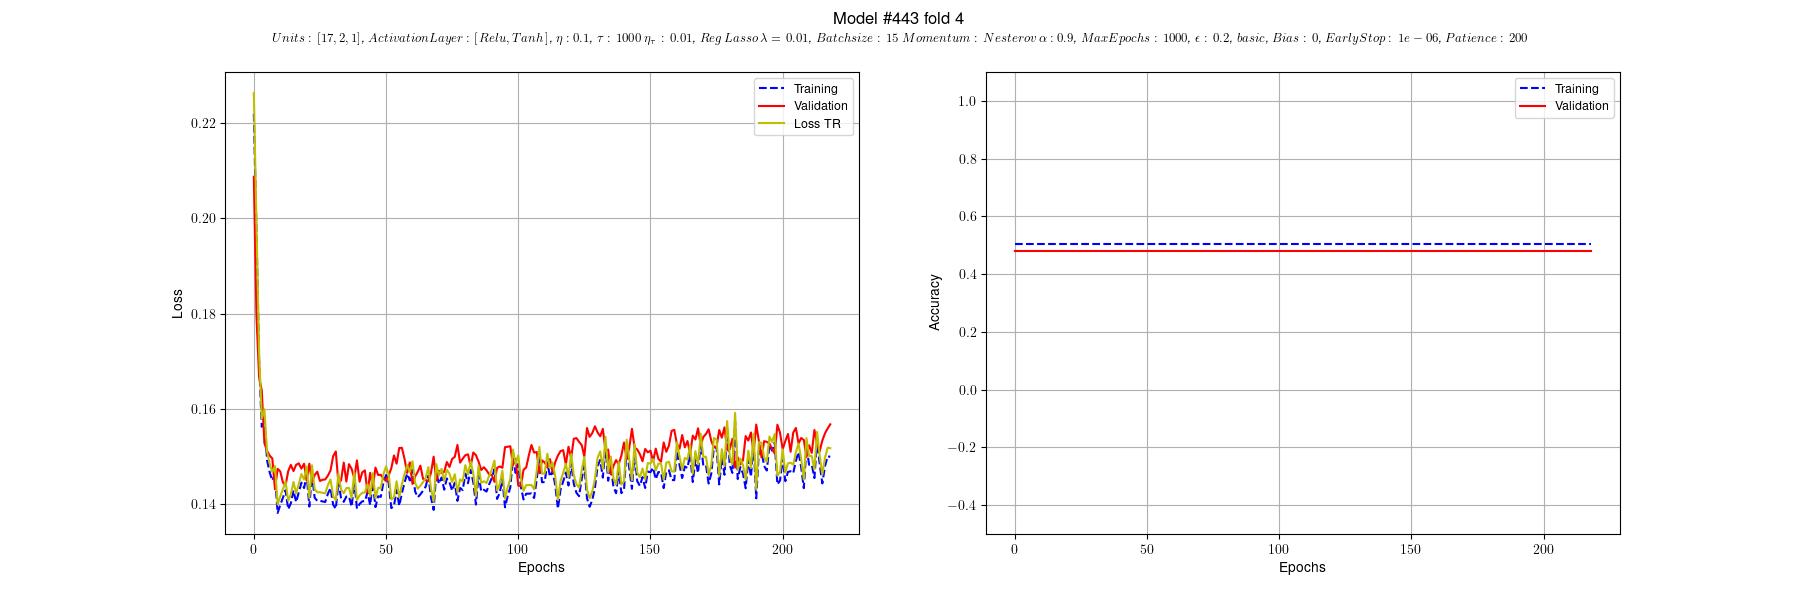 Model #443 fold 4
Units : [17, 2, 1], ActivationLayer : [Relu, Tanh], η : 0.1, τ : 1000 η_τ : 0.01, Reg Lasso λ = 0.01, Batchsize : 15 Momentum : Nesterov α : 0.9, MaxEpochs : 1000, ϵ : 0.2, basic, Bias : 0, EarlyStop : 1e − 06, Patience : 200
Training
Validation
Loss TR
0.22
0.20
0.18
0.16
0.14
Loss
0
50
100
150
200
Epochs
Training
Validation
1.0
0.8
0.6
0.4
0.2
0.0
−0.2
−0.4
Accuracy
0
50
100
150
200
Epochs